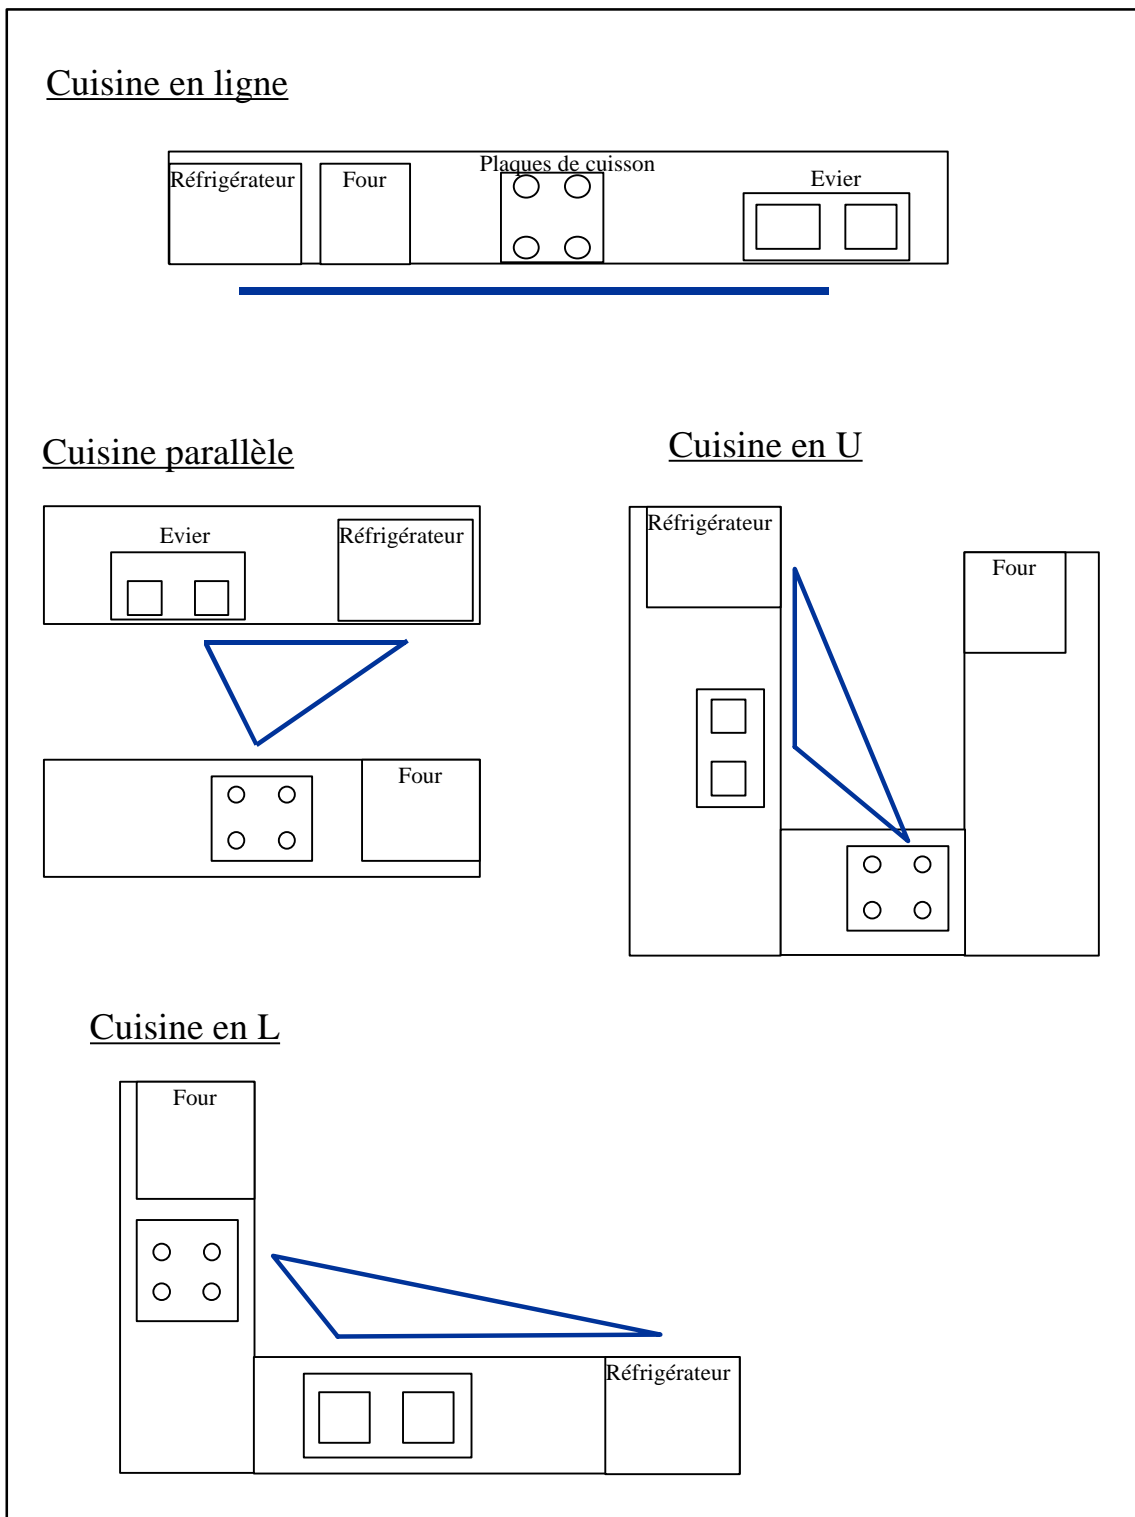 Cuisine en ligne
Plaques de cuisson
Réfrigérateur
Four
Evier
Cuisine parallèle
Evier
Réfrigérateur
Four
Cuisine en U
Réfrigérateur
Four
Cuisine en L
Four
Réfrigérateur